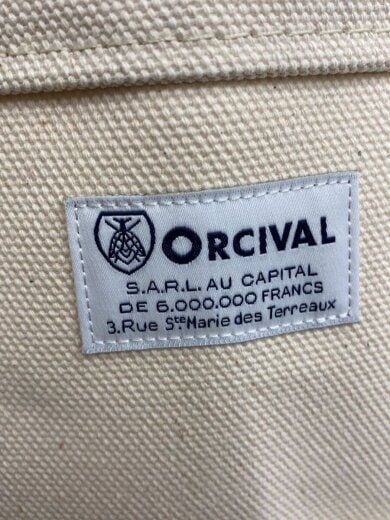 ORCIVAL
S.A.R.L. AU CAPITAL
DE 6.000.000 FRANCS
3.Rue Ste Marie des Terreaux